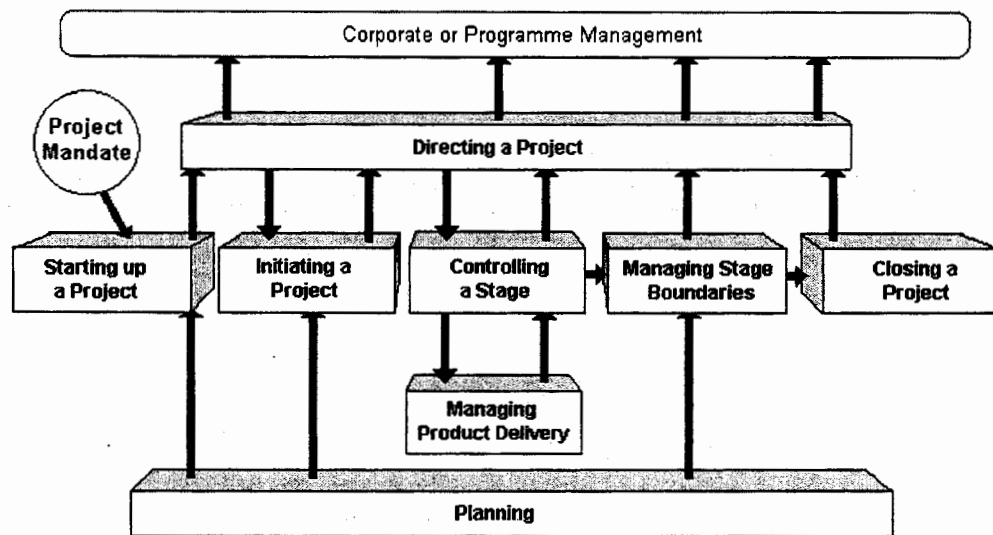 Corporate or Programme Management
Project
Mandate
Directing a Project
Starting up
a Project
Initiating a
Project
Controlling
a Stage
Managing Stage
Boundaries
Closing a
Project
Managing
Product Delivery
Planning